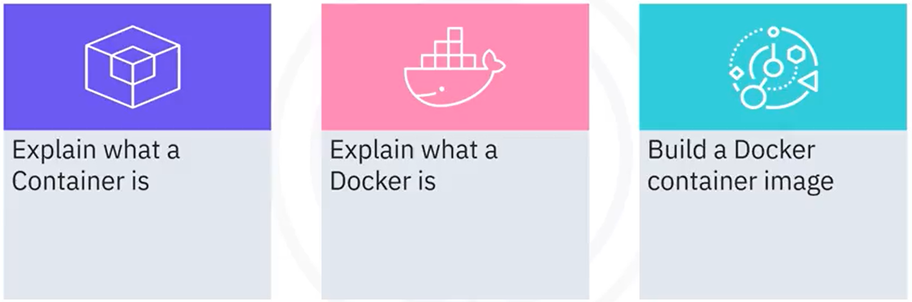 Explain what a
Container is
Explain what a
Docker is
Build a Docker
container image